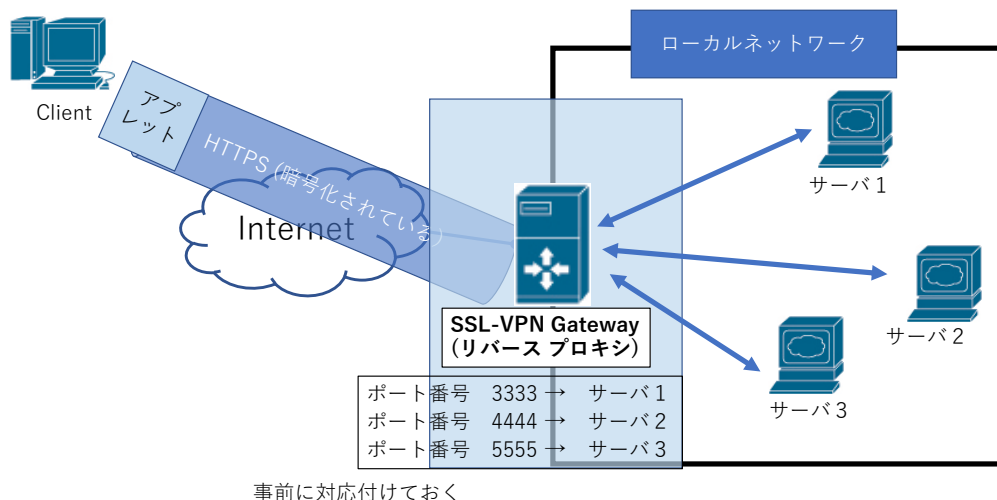 ローカルネットワーク
Client
アプ
レット
HTTPS (暗号化されている)
Internet
サーバ１
サーバ２
サーバ３
SSL-VPN Gateway
(リバース プロキシ)
ポート番号　3333 →　サーバ１
ポート番号　4444 →　サーバ２
ポート番号　5555 →　サーバ３
事前に対応付けておく